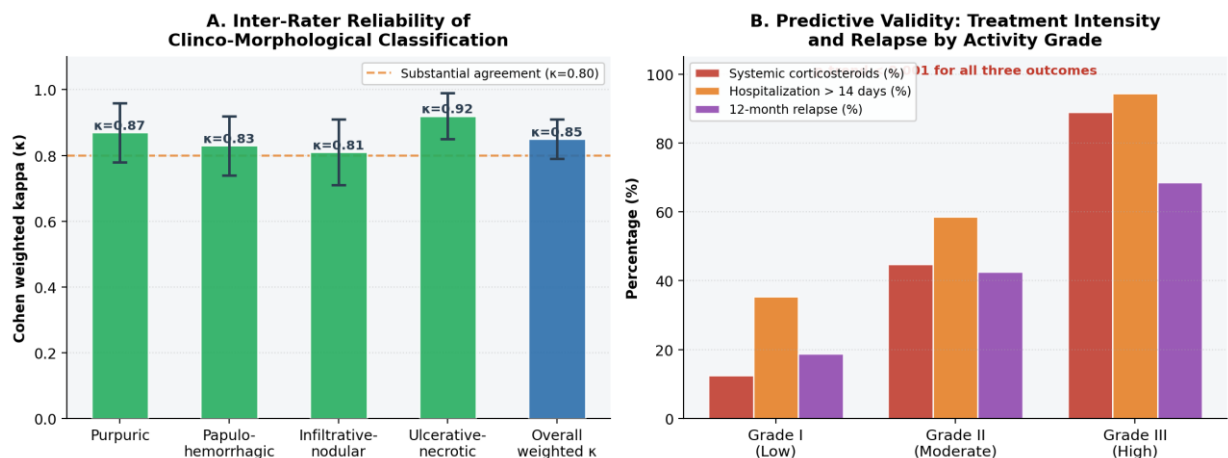 A. Inter-Rater Reliability of
Clinco-Morphological Classification
Cohen weighted kappa (κ)
1.0
0.8
0.6
0.4
0.2
0.0
Substantial agreement (κ=0.80)
κ=0.87
κ=0.83
κ=0.81
κ=0.92
κ=0.85
Purpuric
Papulo-
hemorrhagic
Infiltrative-
nodular
Ulcerative-
necrotic
Overall
weighted κ
B. Predictive Validity: Treatment Intensity
and Relapse by Activity Grade
Percentage (%)
100
80
60
40
20
0
001 for all three outcomes
Systemic corticosteroids (%)
Hospitalization > 14 days (%)
12-month relapse (%)
Grade I
(Low)
Grade II
(Moderate)
Grade III
(High)